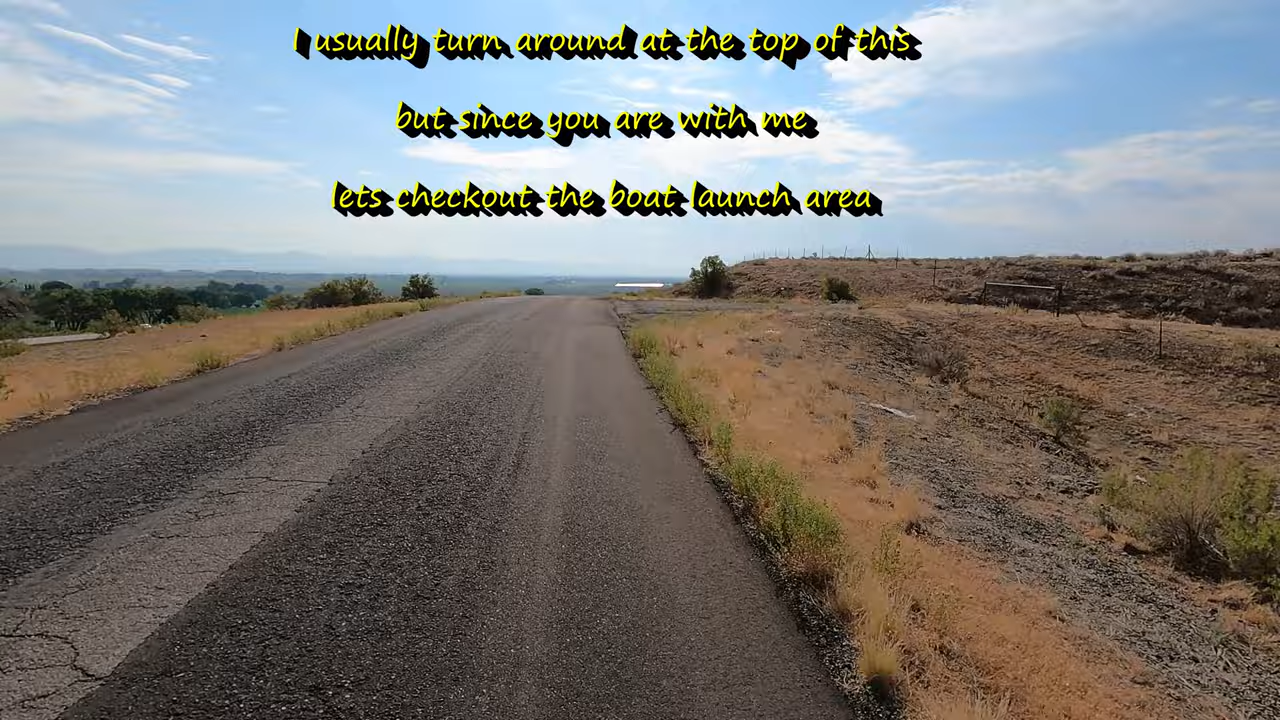 I usually turn around at the top of this
but since you are with me
lets checkout the boat launch area